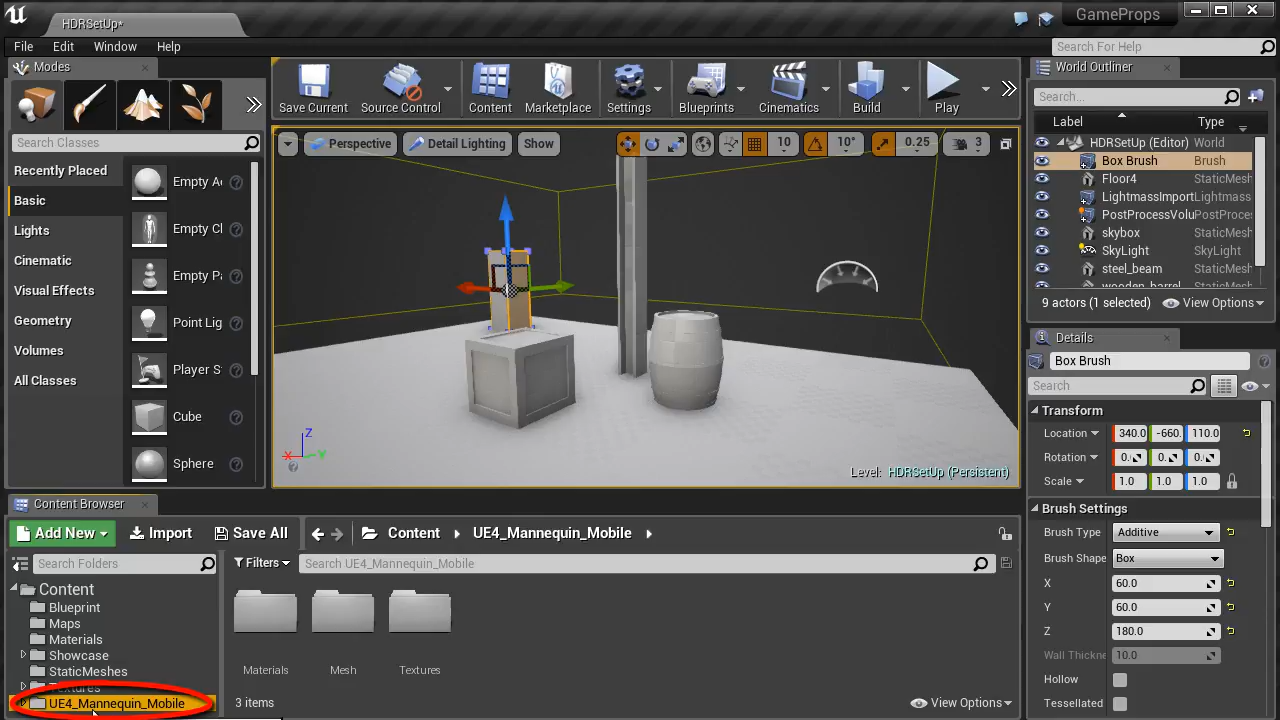 HDRSetUp*
GameProps
File Edit Window Help
Search For Help
Modes
Save Current Source Control Content Marketplace Settings Blueprints Cinematics Build Play
World Outliner
Search...
Label Type
Search Classes
Recently Placed
Basic
Lights
Cinematic
Visual Effects
Geometry
Volumes
All Classes
Empty A
Empty Cl
Empty Pa
Point Lig
Player S
Cube
Sphere
Perspective Detail Lighting Show 10 10° 0.25 3
Z
X Y
Level: HDRSetUp (Persistent)
HDRSetUp (Editor) World
Box Brush Brush
Floor4 StaticMesh
LightmassImport Lightmass
PostProcessVolu PostProce
skybox StaticMesh
SkyLight SkyLight
steel_beam StaticMesh
wooden_barrel
9 actors (1 selected) View Options
Details
Box Brush
Search
Transform
Location 340.0 -660. 110.0
Rotation 0. 0. 0.
Scale 1.0 1.0 1.0
Brush Settings
Brush Type Additive
Brush Shape Box
X 60.0
Y 60.0
Z 180.0
Wall Thickne 10.0
Hollow
Tessellated
Content Browser
Add New Import Save All Content UE4_Mannequin_Mobile
Search Folders
Filters Search UE4_Mannequin_Mobile
Content
Blueprint
Maps
Materials
Showcase
StaticMeshes
Textures
UE4_Mannequin_Mobile
Materials Mesh Textures
3 items View Options